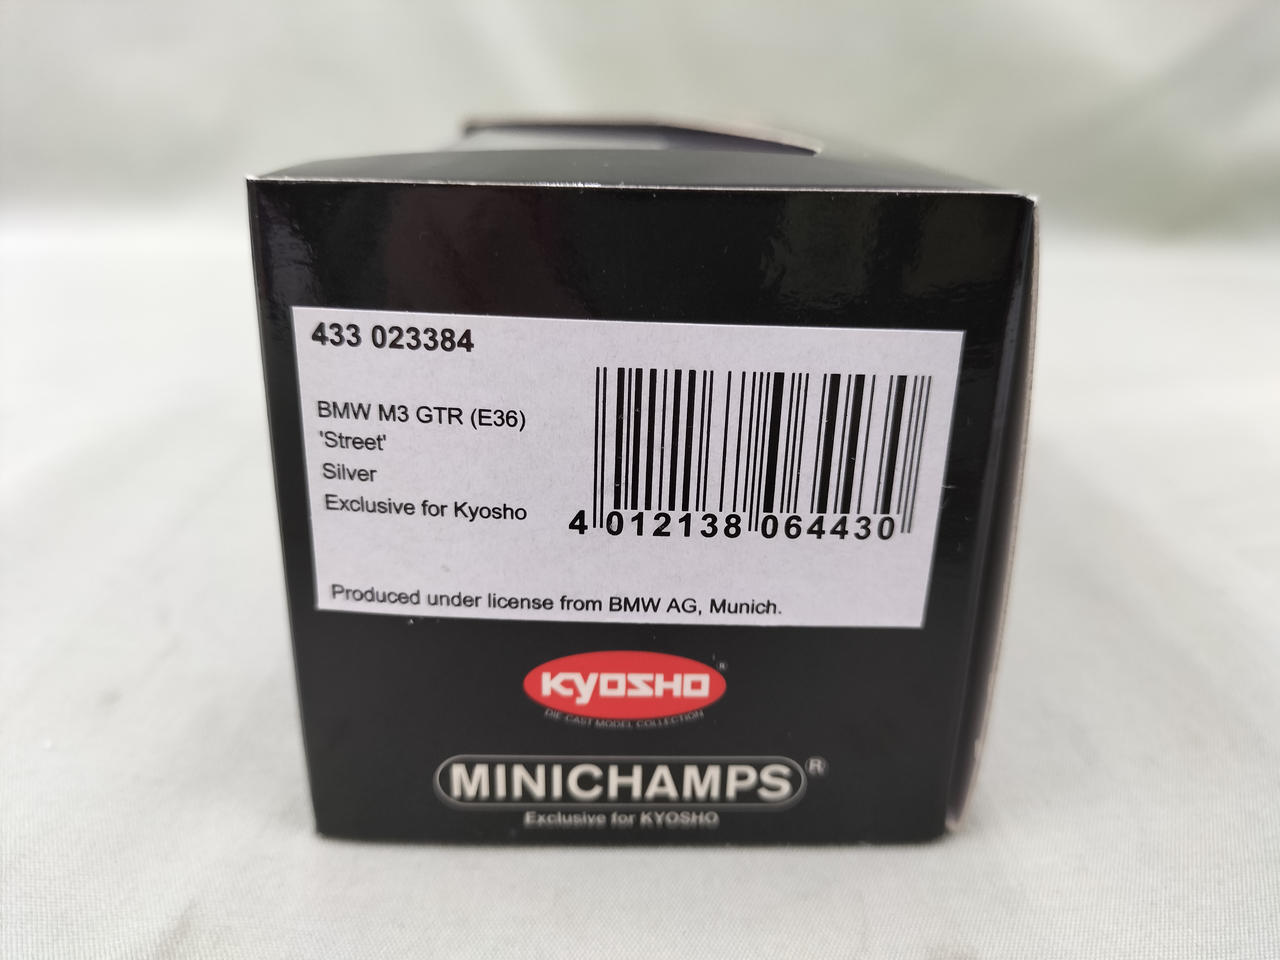 433 023384
BMW M3 GTR (E36)
'Street'
Silver
Exclusive for Kyosho
4 012138 064430
Produced under license from BMW AG, Munich.
KYOSHO®
DIE-CAST MODEL COLLECTION
MINICHAMPS®
Exclusive for KYOSHO